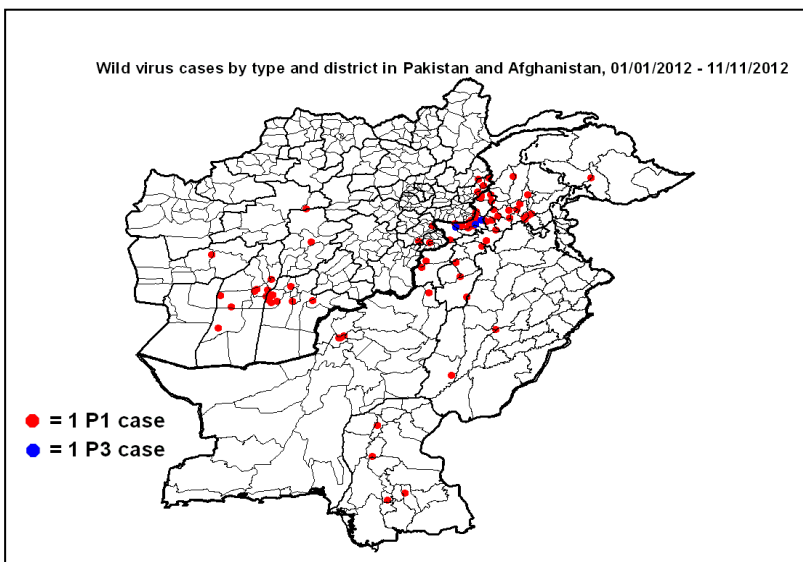 Wild virus cases by type and district in Pakistan and Afghanistan, 01/01/2012 - 11/11/2012
= 1 P1 case
= 1 P3 case